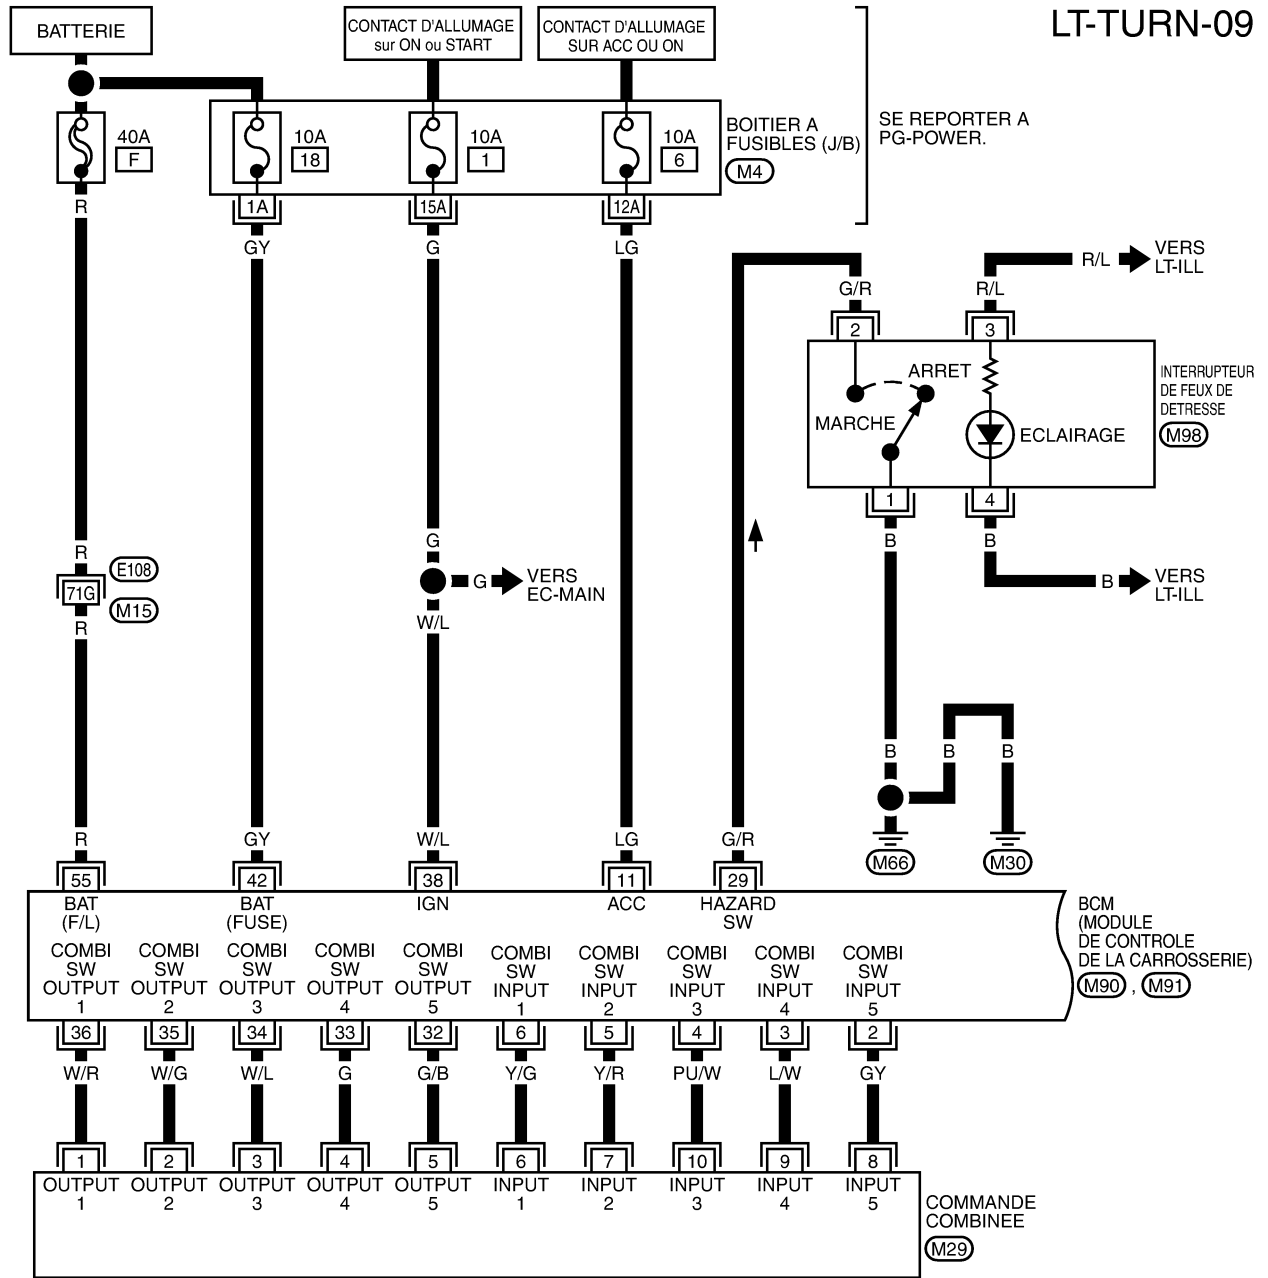 LT-TURN-09
BATTERIE
CONTACT D'ALLUMAGE
sur ON ou START
CONTACT D'ALLUMAGE
SUR ACC OU ON
40A
F
10A
18
10A
1
10A
6
BOITIER A
FUSIBLES (J/B)
M4
SE REPORTER A
PG-POWER.
1A
15A
12A
R
GY
G
LG
G/R
R/L
R/L
VERS
LT-ILL
2
3
ARRET
MARCHE
ECLAIRAGE
INTERRUPTEUR
DE FEUX DE
DETRESSE
M98
1
4
B
B
R
E108
71G
M15
R
G
G
VERS
EC-MAIN
W/L
B
VERS
LT-ILL
B
B
B
R
GY
W/L
LG
G/R
M66
M30
55
42
38
11
29
BAT
(F/L)
BAT
(FUSE)
IGN
ACC
HAZARD
SW
BCM
(MODULE
DE CONTROLE
DE LA CARROSSERIE)
M90 , M91
COMBI
SW
OUTPUT
1
COMBI
SW
OUTPUT
2
COMBI
SW
OUTPUT
3
COMBI
SW
OUTPUT
4
COMBI
SW
OUTPUT
5
COMBI
SW
INPUT
1
COMBI
SW
INPUT
2
COMBI
SW
INPUT
3
COMBI
SW
INPUT
4
COMBI
SW
INPUT
5
36
35
34
33
32
6
5
4
3
2
W/R
W/G
W/L
G
G/B
Y/G
Y/R
PU/W
L/W
GY
1
2
3
4
5
6
7
10
9
8
OUTPUT
1
OUTPUT
2
OUTPUT
3
OUTPUT
4
OUTPUT
5
INPUT
1
INPUT
2
INPUT
3
INPUT
4
INPUT
5
COMMANDE
COMBINEE
M29